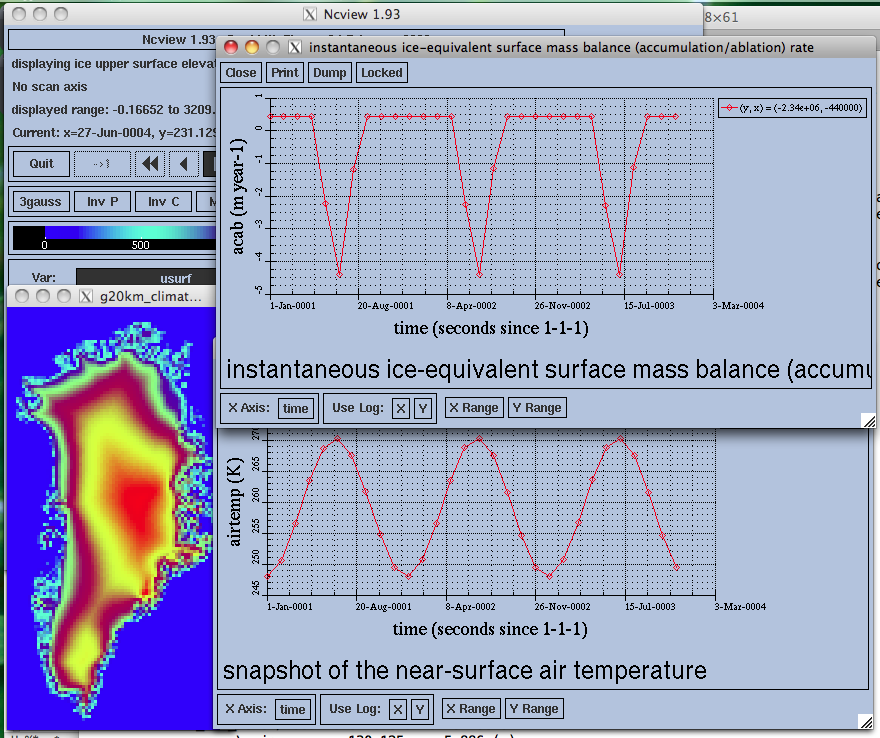 Ncview 1.93
8×61
Ncview 1.93
displaying ice upper surface eleva
No scan axis
displayed range: -0.16652 to 3209.
Current: x=27-Jun-0004, y=231.129
Quit
->1
3gauss
Inv P
Inv C
M
0
500
Var:
usurf
g20km_climat...
instantaneous ice-equivalent surface mass balance (accumulation/ablation) rate
Close
Print
Dump
Locked
(y, x) = (-2.34e+06, -440000)
acab (m year-1)
1
0
-1
-2
-3
-4
-5
1-Jan-0001
20-Aug-0001
8-Apr-0002
26-Nov-0002
15-Jul-0003
3-Mar-0004
time (seconds since 1-1-1)
instantaneous ice-equivalent surface mass balance (accumu
X Axis:
time
Use Log:
X
Y
X Range
Y Range
airtemp (K)
265
260
255
250
245
1-Jan-0001
20-Aug-0001
8-Apr-0002
26-Nov-0002
15-Jul-0003
3-Mar-0004
time (seconds since 1-1-1)
snapshot of the near-surface air temperature
X Axis:
time
Use Log:
X
Y
X Range
Y Range